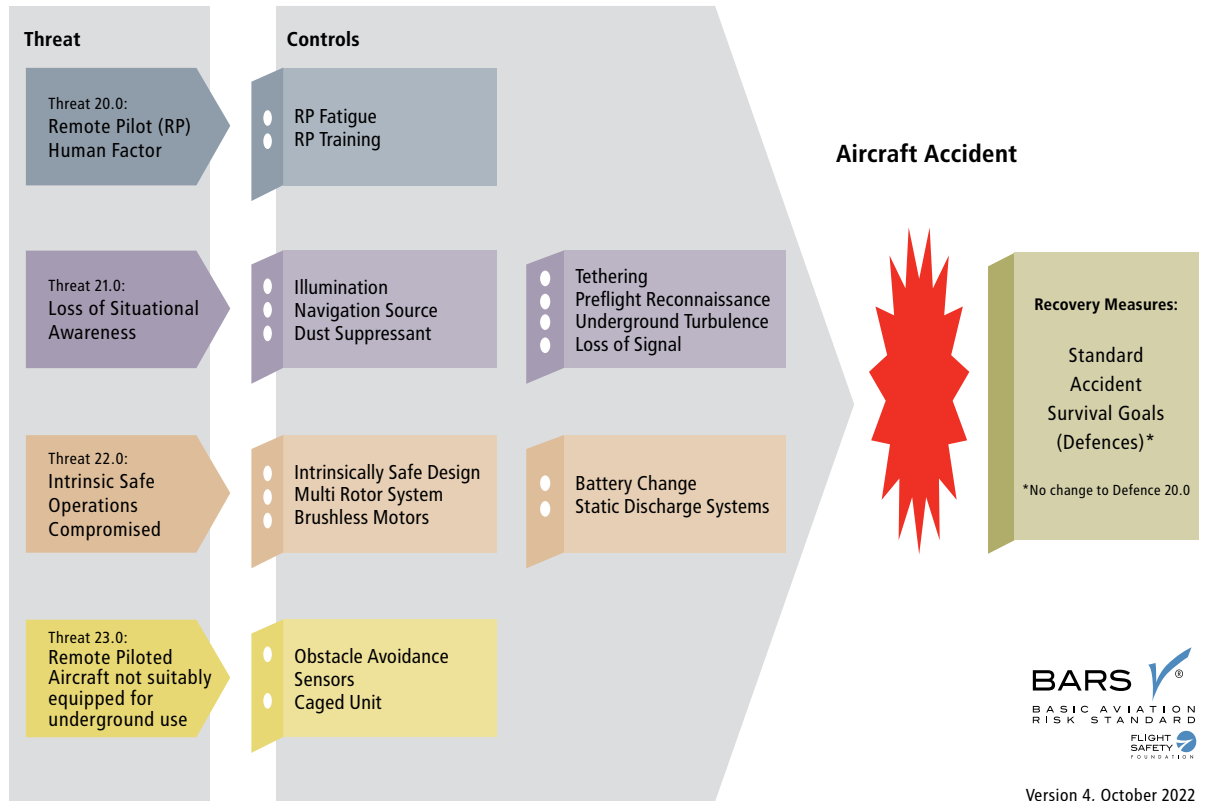 Threat
Controls
Threat 20.0:
Remote Pilot (RP)
Human Factor
RP Fatigue
RP Training
Threat 21.0:
Loss of Situational
Awareness
Illumination
Navigation Source
Dust Suppressant
Tethering
Preflight Reconnaissance
Underground Turbulence
Loss of Signal
Threat 22.0:
Intrinsic Safe
Operations
Compromised
Intrinsically Safe Design
Multi Rotor System
Brushless Motors
Battery Change
Static Discharge Systems
Threat 23.0:
Remote Piloted
Aircraft not suitably
equipped for
underground use
Obstacle Avoidance
Sensors
Caged Unit
Aircraft Accident
Recovery Measures:
Standard
Accident
Survival Goals
(Defences)*
*No change to Defence 20.0
BARS ®
BASIC AVIATION
RISK STANDARD
FLIGHT
SAFETY
FOUNDATION
Version 4, October 2022